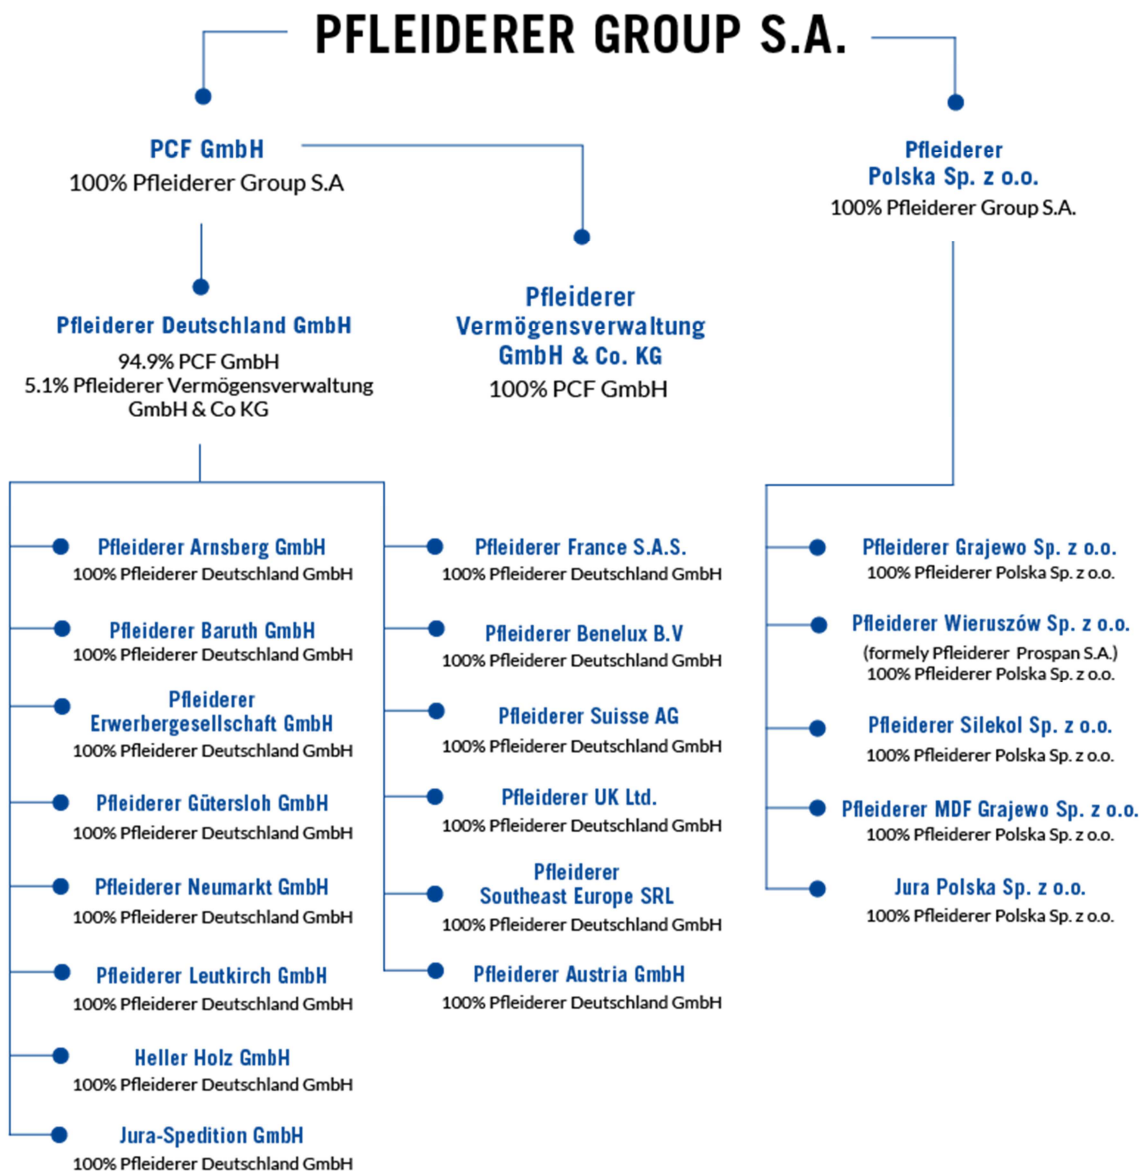 PFLEIDERER GROUP S.A.
PCF GmbH
100% Pfleiderer Group S.A
Pfleiderer
Polska Sp. z o.o.
100% Pfleiderer Group S.A.
Pfleiderer Deutschland GmbH
94.9% PCF GmbH
5.1% Pfleiderer Vermögensverwaltung
GmbH & Co KG
Pfleiderer
Vermögensverwaltung
GmbH & Co. KG
100% PCF GmbH
Pfleiderer Arnsberg GmbH
100% Pfleiderer Deutschland GmbH
Pfleiderer Baruth GmbH
100% Pfleiderer Deutschland GmbH
Pfleiderer
Erwerbergesellschaft GmbH
100% Pfleiderer Deutschland GmbH
Pfleiderer Gütersloh GmbH
100% Pfleiderer Deutschland GmbH
Pfleiderer Neumarkt GmbH
100% Pfleiderer Deutschland GmbH
Pfleiderer Leutkirch GmbH
100% Pfleiderer Deutschland GmbH
Heller Holz GmbH
100% Pfleiderer Deutschland GmbH
Jura-Spedition GmbH
100% Pfleiderer Deutschland GmbH
Pfleiderer France S.A.S.
100% Pfleiderer Deutschland GmbH
Pfleiderer Benelux B.V
100% Pfleiderer Deutschland GmbH
Pfleiderer Suisse AG
100% Pfleiderer Deutschland GmbH
Pfleiderer UK Ltd.
100% Pfleiderer Deutschland GmbH
Pfleiderer
Southeast Europe SRL
100% Pfleiderer Deutschland GmbH
Pfleiderer Austria GmbH
100% Pfleiderer Deutschland GmbH
Pfleiderer Grajewo Sp. z o.o.
100% Pfleiderer Polska Sp. z o.o.
Pfleiderer Wieruszów Sp. z o.o.
(formely Pfleiderer Prospan S.A.)
100% Pfleiderer Polska Sp. z o.o.
Pfleiderer Silekol Sp. z o.o.
100% Pfleiderer Polska Sp. z o.o.
Pfleiderer MDF Grajewo Sp. z o.o.
100% Pfleiderer Polska Sp. z o.o.
Jura Polska Sp. z o.o.
100% Pfleiderer Polska Sp. z o.o.